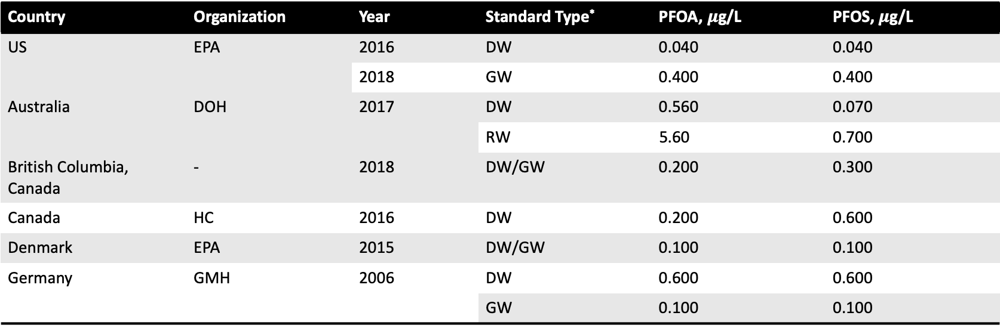 Country Organization Year Standard Type* PFOA, μg/L PFOS, μg/L
US EPA 2016 DW 0.040 0.040
2018 GW 0.400 0.400
Australia DOH 2017 DW 0.560 0.070
RW 5.60 0.700
British Columbia, - 2018 DW/GW 0.200 0.300
Canada
Canada HC 2016 DW 0.200 0.600
Denmark EPA 2015 DW/GW 0.100 0.100
Germany GMH 2006 DW 0.600 0.600
GW 0.100 0.100